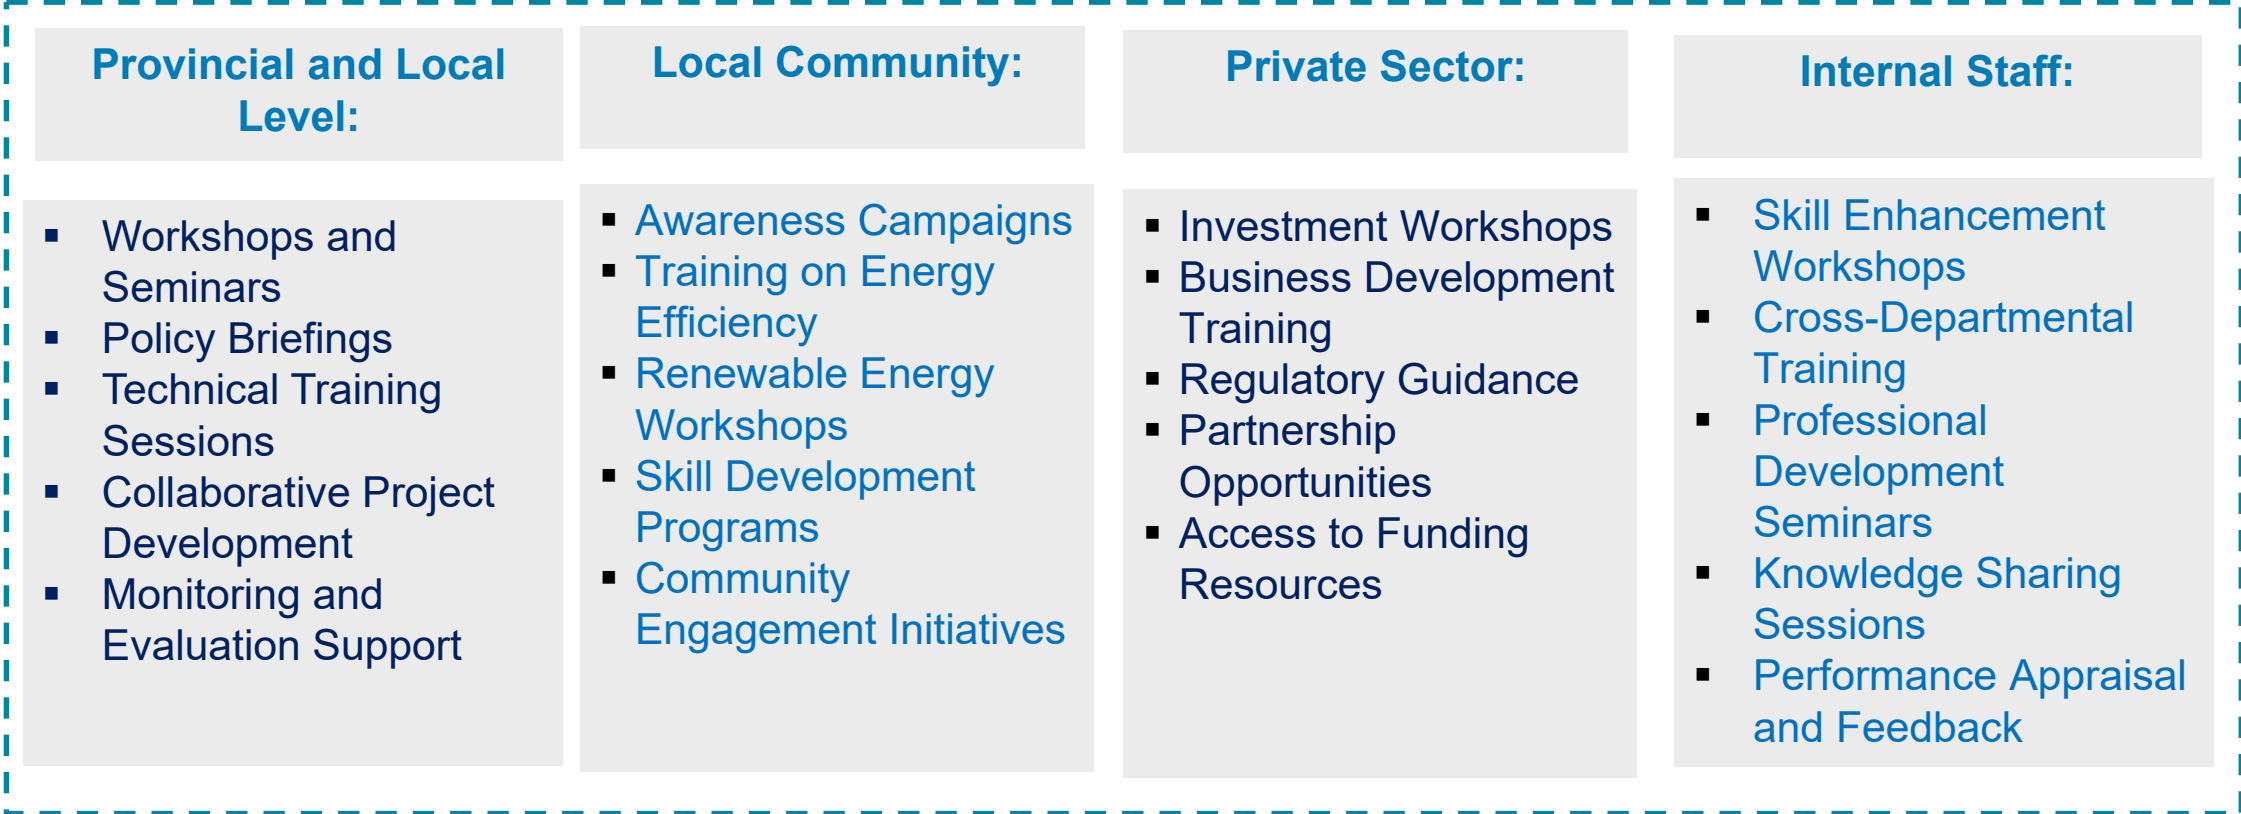 Provincial and Local
Level:
▪ Workshops and
Seminars
▪ Policy Briefings
▪ Technical Training
Sessions
▪ Collaborative Project
Development
▪ Monitoring and
Evaluation Support
Local Community:
▪ Awareness Campaigns
▪ Training on Energy
Efficiency
▪ Renewable Energy
Workshops
▪ Skill Development
Programs
▪ Community
Engagement Initiatives
Private Sector:
▪ Investment Workshops
▪ Business Development
Training
▪ Regulatory Guidance
▪ Partnership
Opportunities
▪ Access to Funding
Resources
Internal Staff:
▪ Skill Enhancement
Workshops
▪ Cross-Departmental
Training
▪ Professional
Development
Seminars
▪ Knowledge Sharing
Sessions
▪ Performance Appraisal
and Feedback